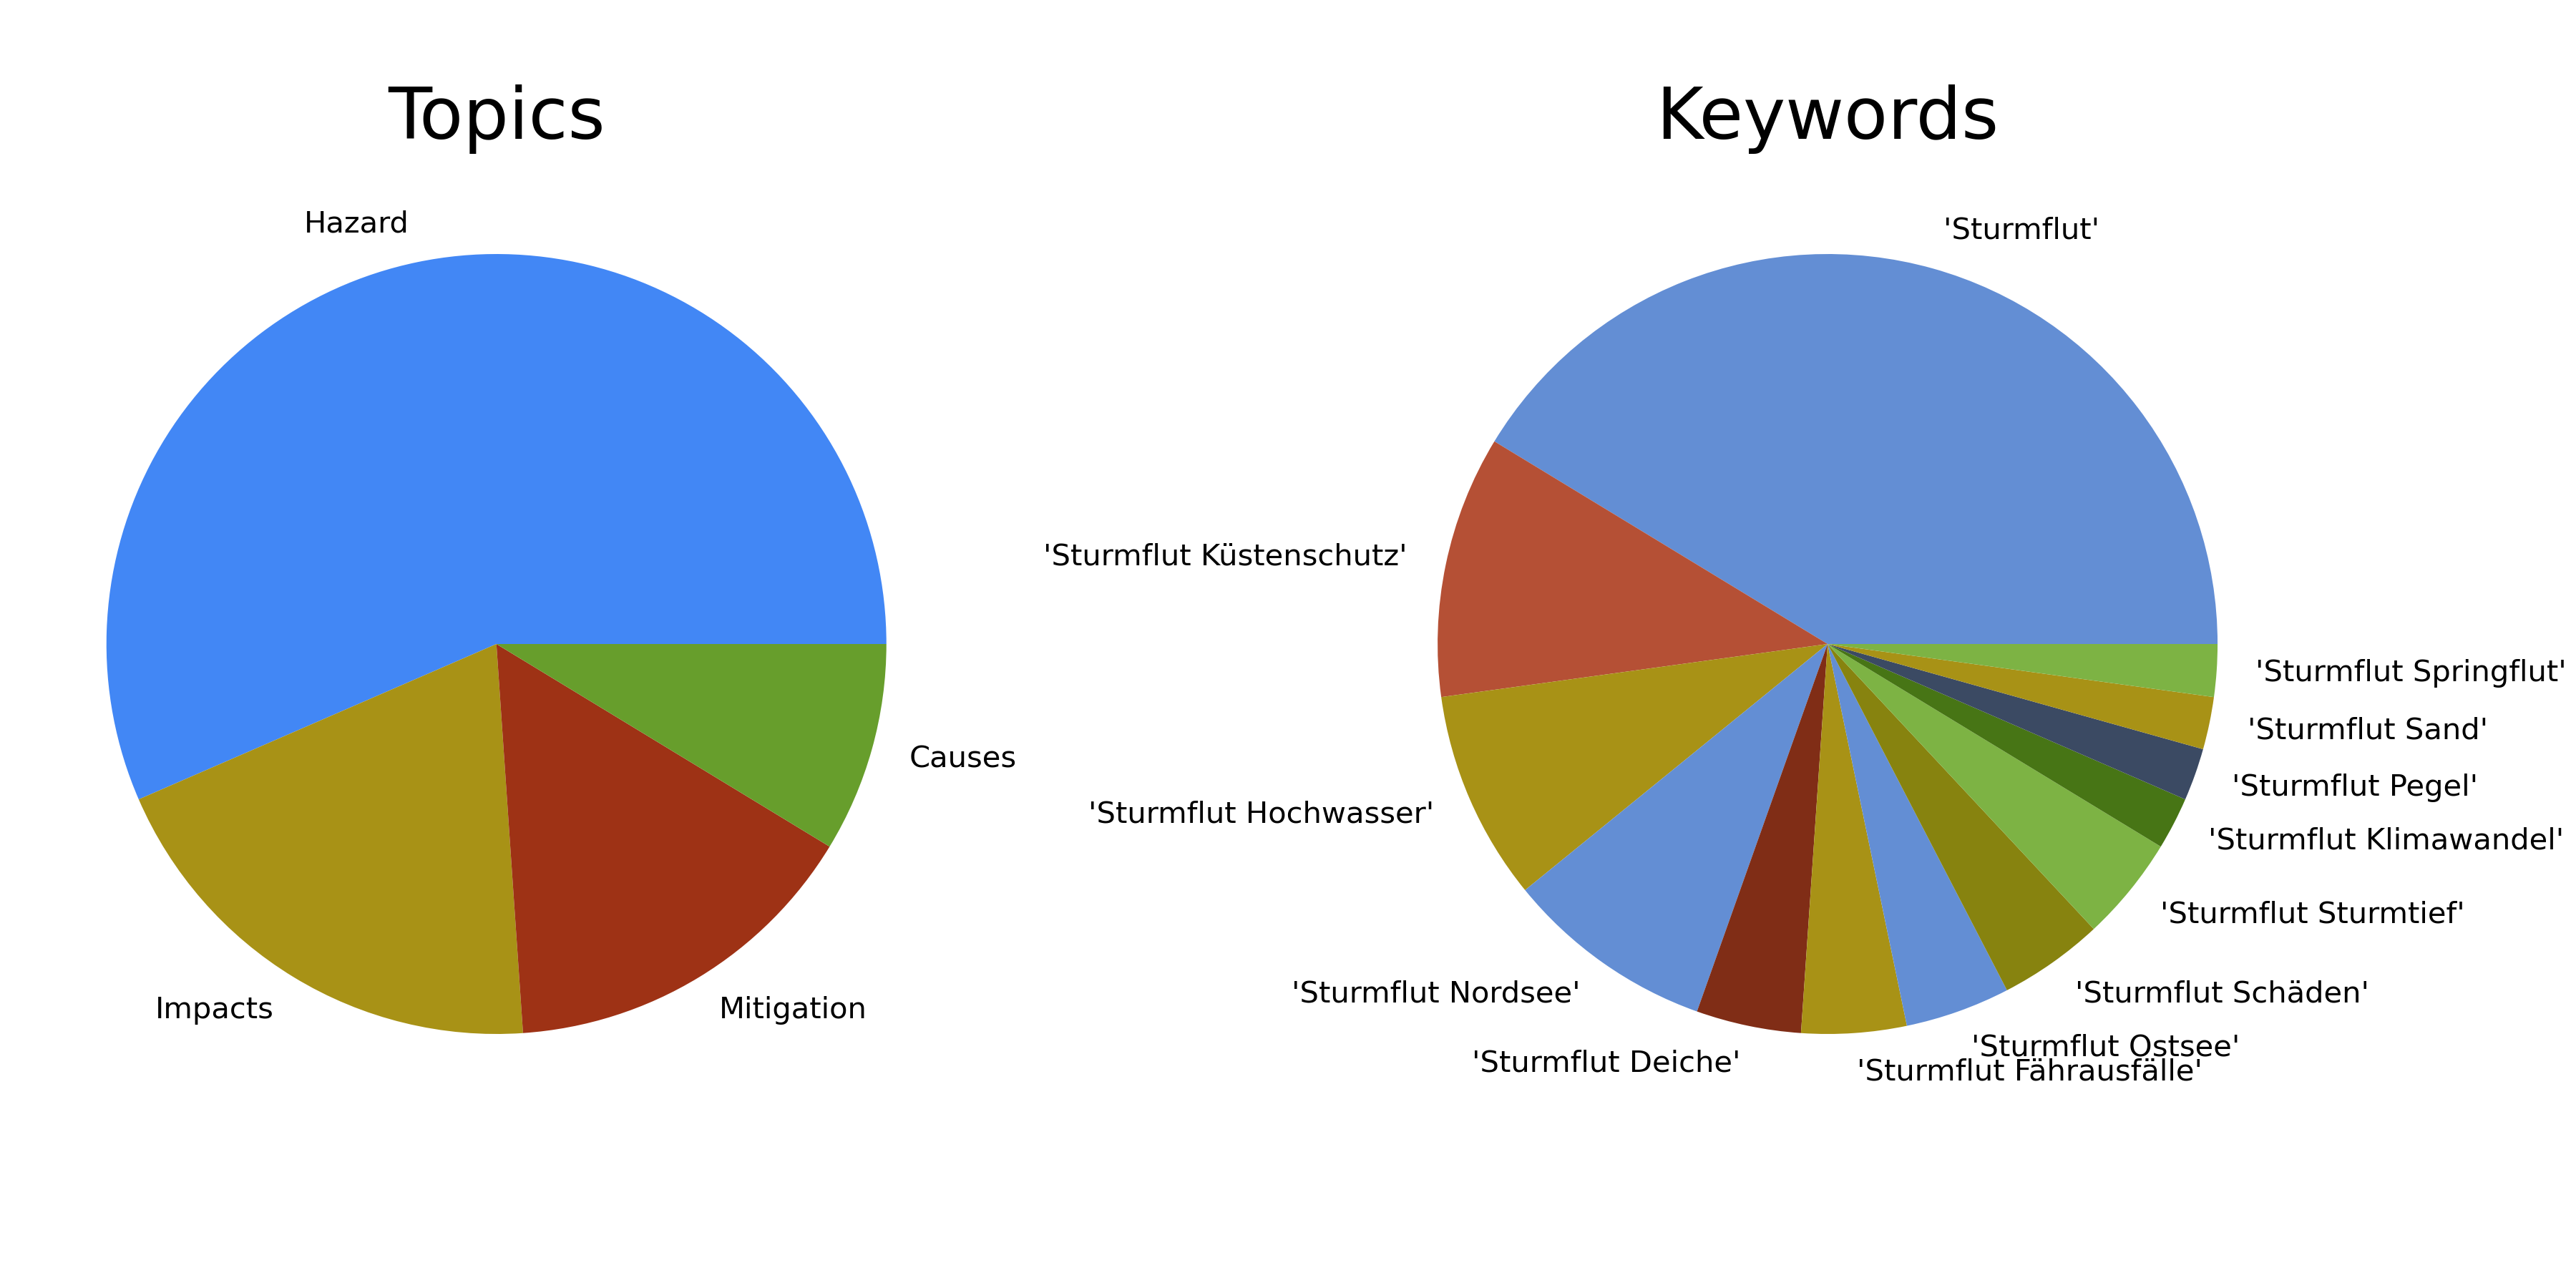 Topics
Hazard
Causes
Impacts
Mitigation
Keywords
'Sturmflut'
'Sturmflut Küstenschutz'
'Sturmflut Hochwasser'
'Sturmflut Nordsee'
'Sturmflut Deiche'
'Sturmflut Fährausfälle'
'Sturmflut Ostsee'
'Sturmflut Schäden'
'Sturmflut Sturmtief'
'Sturmflut Klimawandel'
'Sturmflut Pegel'
'Sturmflut Sand'
'Sturmflut Springflut'